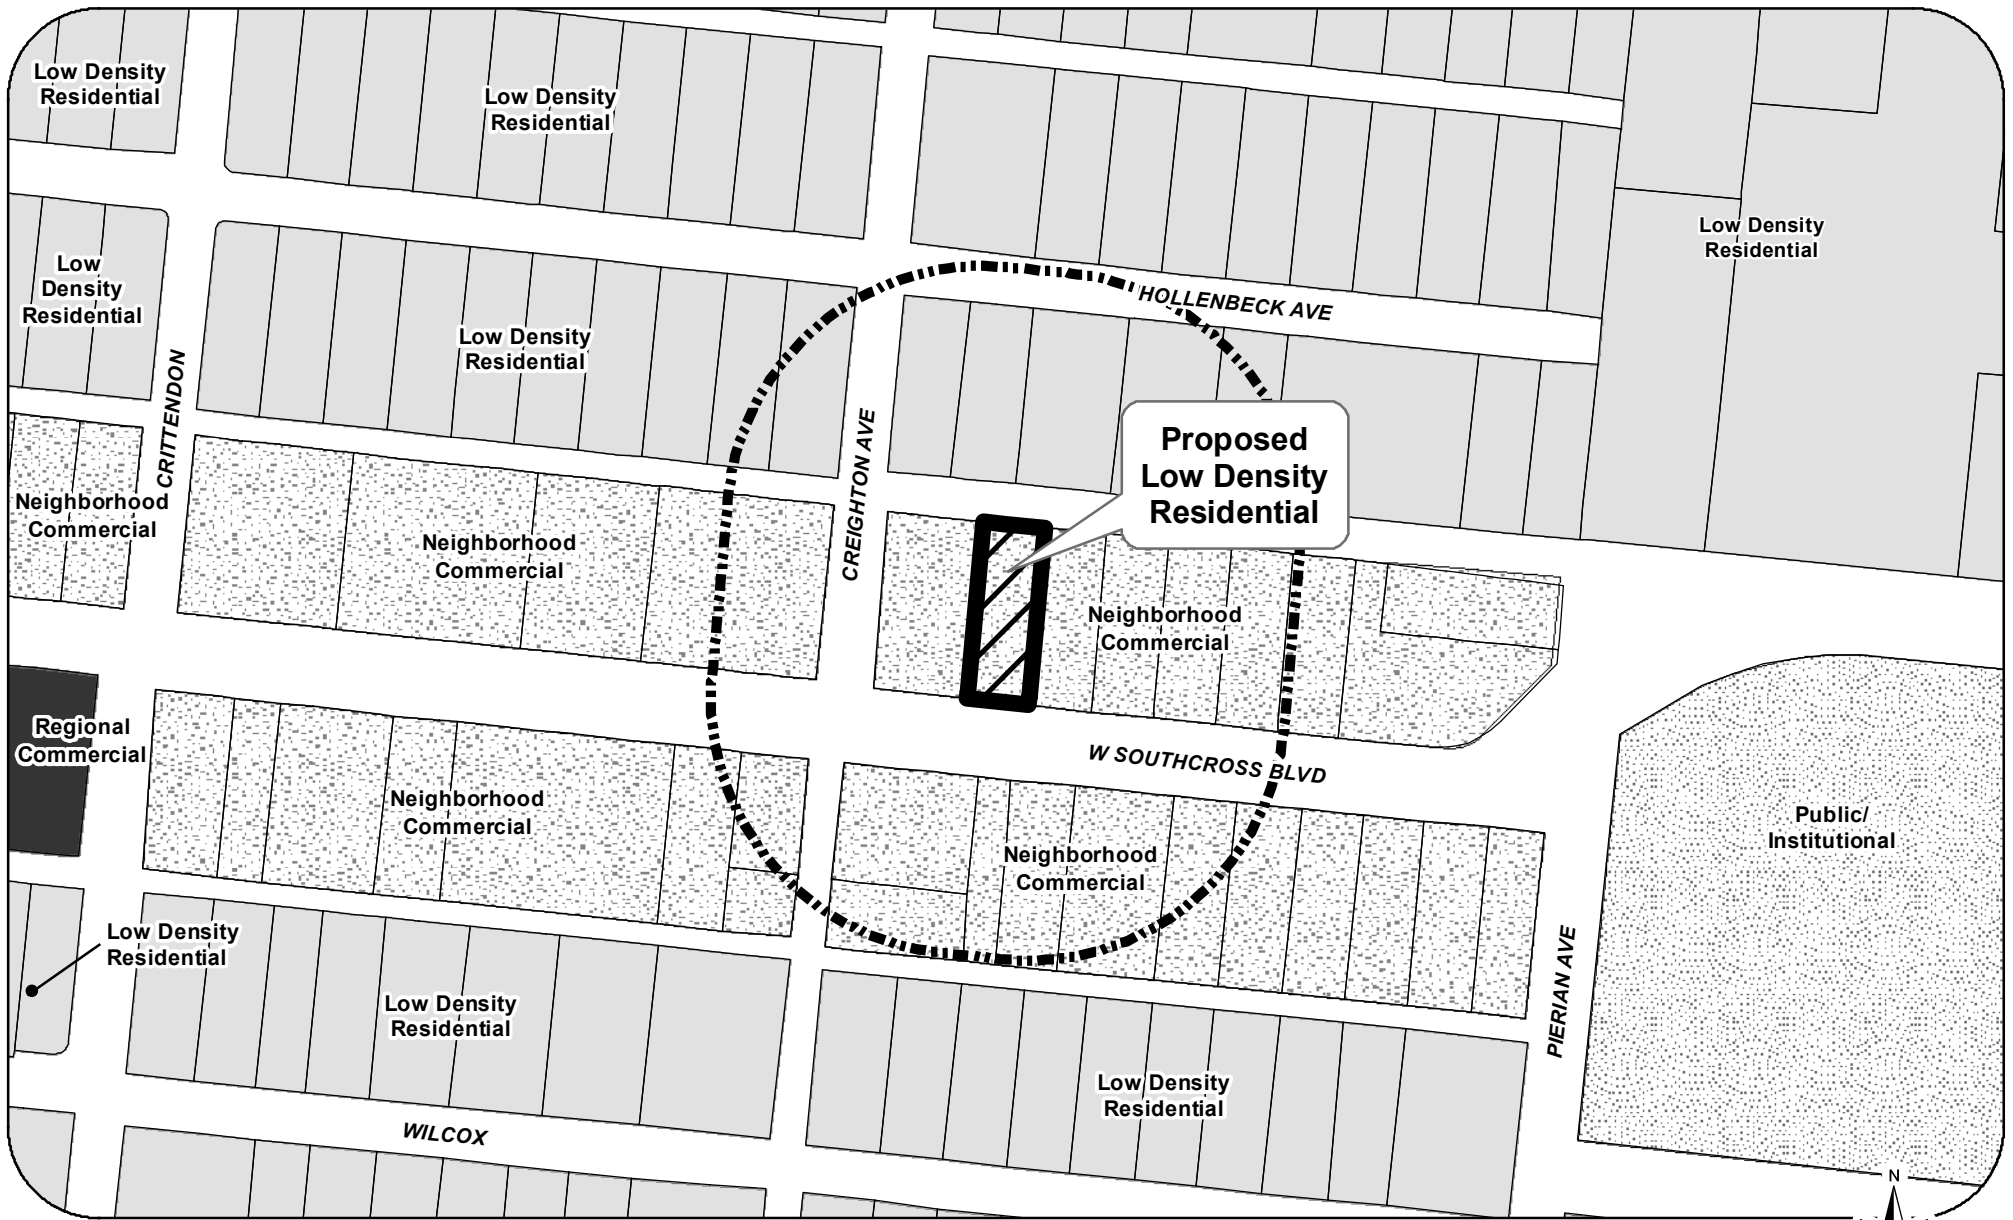 Low Density
Residential
Low Density
Residential
Low Density
Residential
Low
Density
Residential
HOLLENBECK AVE
Low Density
Residential
CRITTENDON
CREIGHTON AVE
Proposed
Low Density
Residential
Neighborhood
Commercial
Neighborhood
Commercial
Neighborhood
Commercial
Regional
Commercial
W SOUTHCROSS BLVD
Neighborhood
Commercial
Public/
Institutional
Neighborhood
Commercial
Low Density
Residential
PIERIAN AVE
Low Density
Residential
Low Density
Residential
WILCOX
N